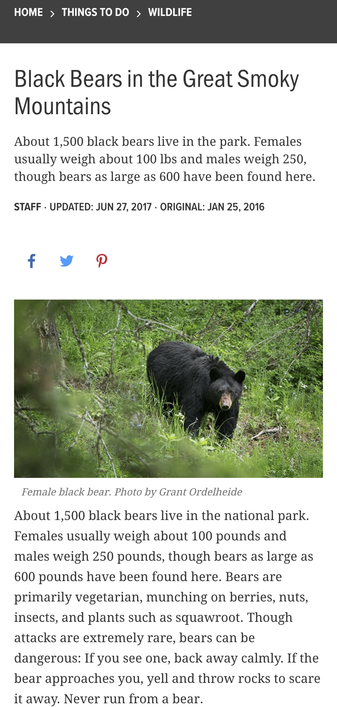 HOME > THINGS TO DO > WILDLIFE
Black Bears in the Great Smoky
Mountains
About 1,500 black bears live in the park. Females
usually weigh about 100 lbs and males weigh 250,
though bears as large as 600 have been found here.
STAFF · UPDATED: JUN 27, 2017 · ORIGINAL: JAN 25, 2016
Female black bear. Photo by Grant Ordelheide
About 1,500 black bears live in the national park.
Females usually weigh about 100 pounds and
males weigh 250 pounds, though bears as large as
600 pounds have been found here. Bears are
primarily vegetarian, munching on berries, nuts,
insects, and plants such as squawroot. Though
attacks are extremely rare, bears can be
dangerous: If you see one, back away calmly. If the
bear approaches you, yell and throw rocks to scare
it away. Never run from a bear.